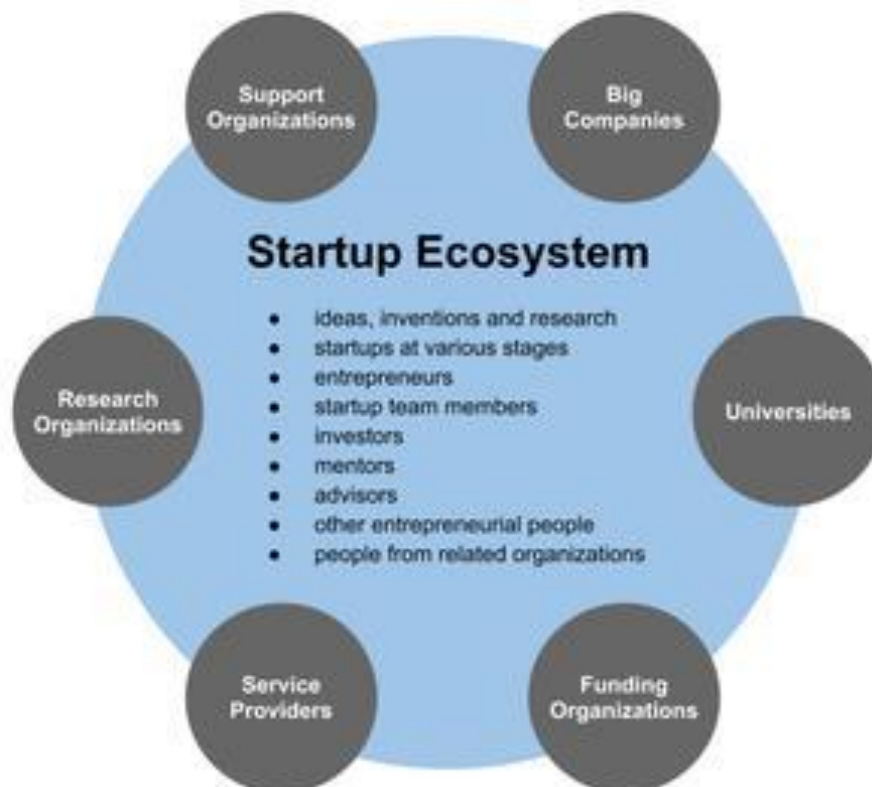 Support
Organizations
Big
Companies
Startup Ecosystem
● ideas, inventions and research
● startups at various stages
● entrepreneurs
● startup team members
● investors
● mentors
● advisors
● other entrepreneurial people
● people from related organizations
Research
Organizations
Universities
Service
Providers
Funding
Organizations